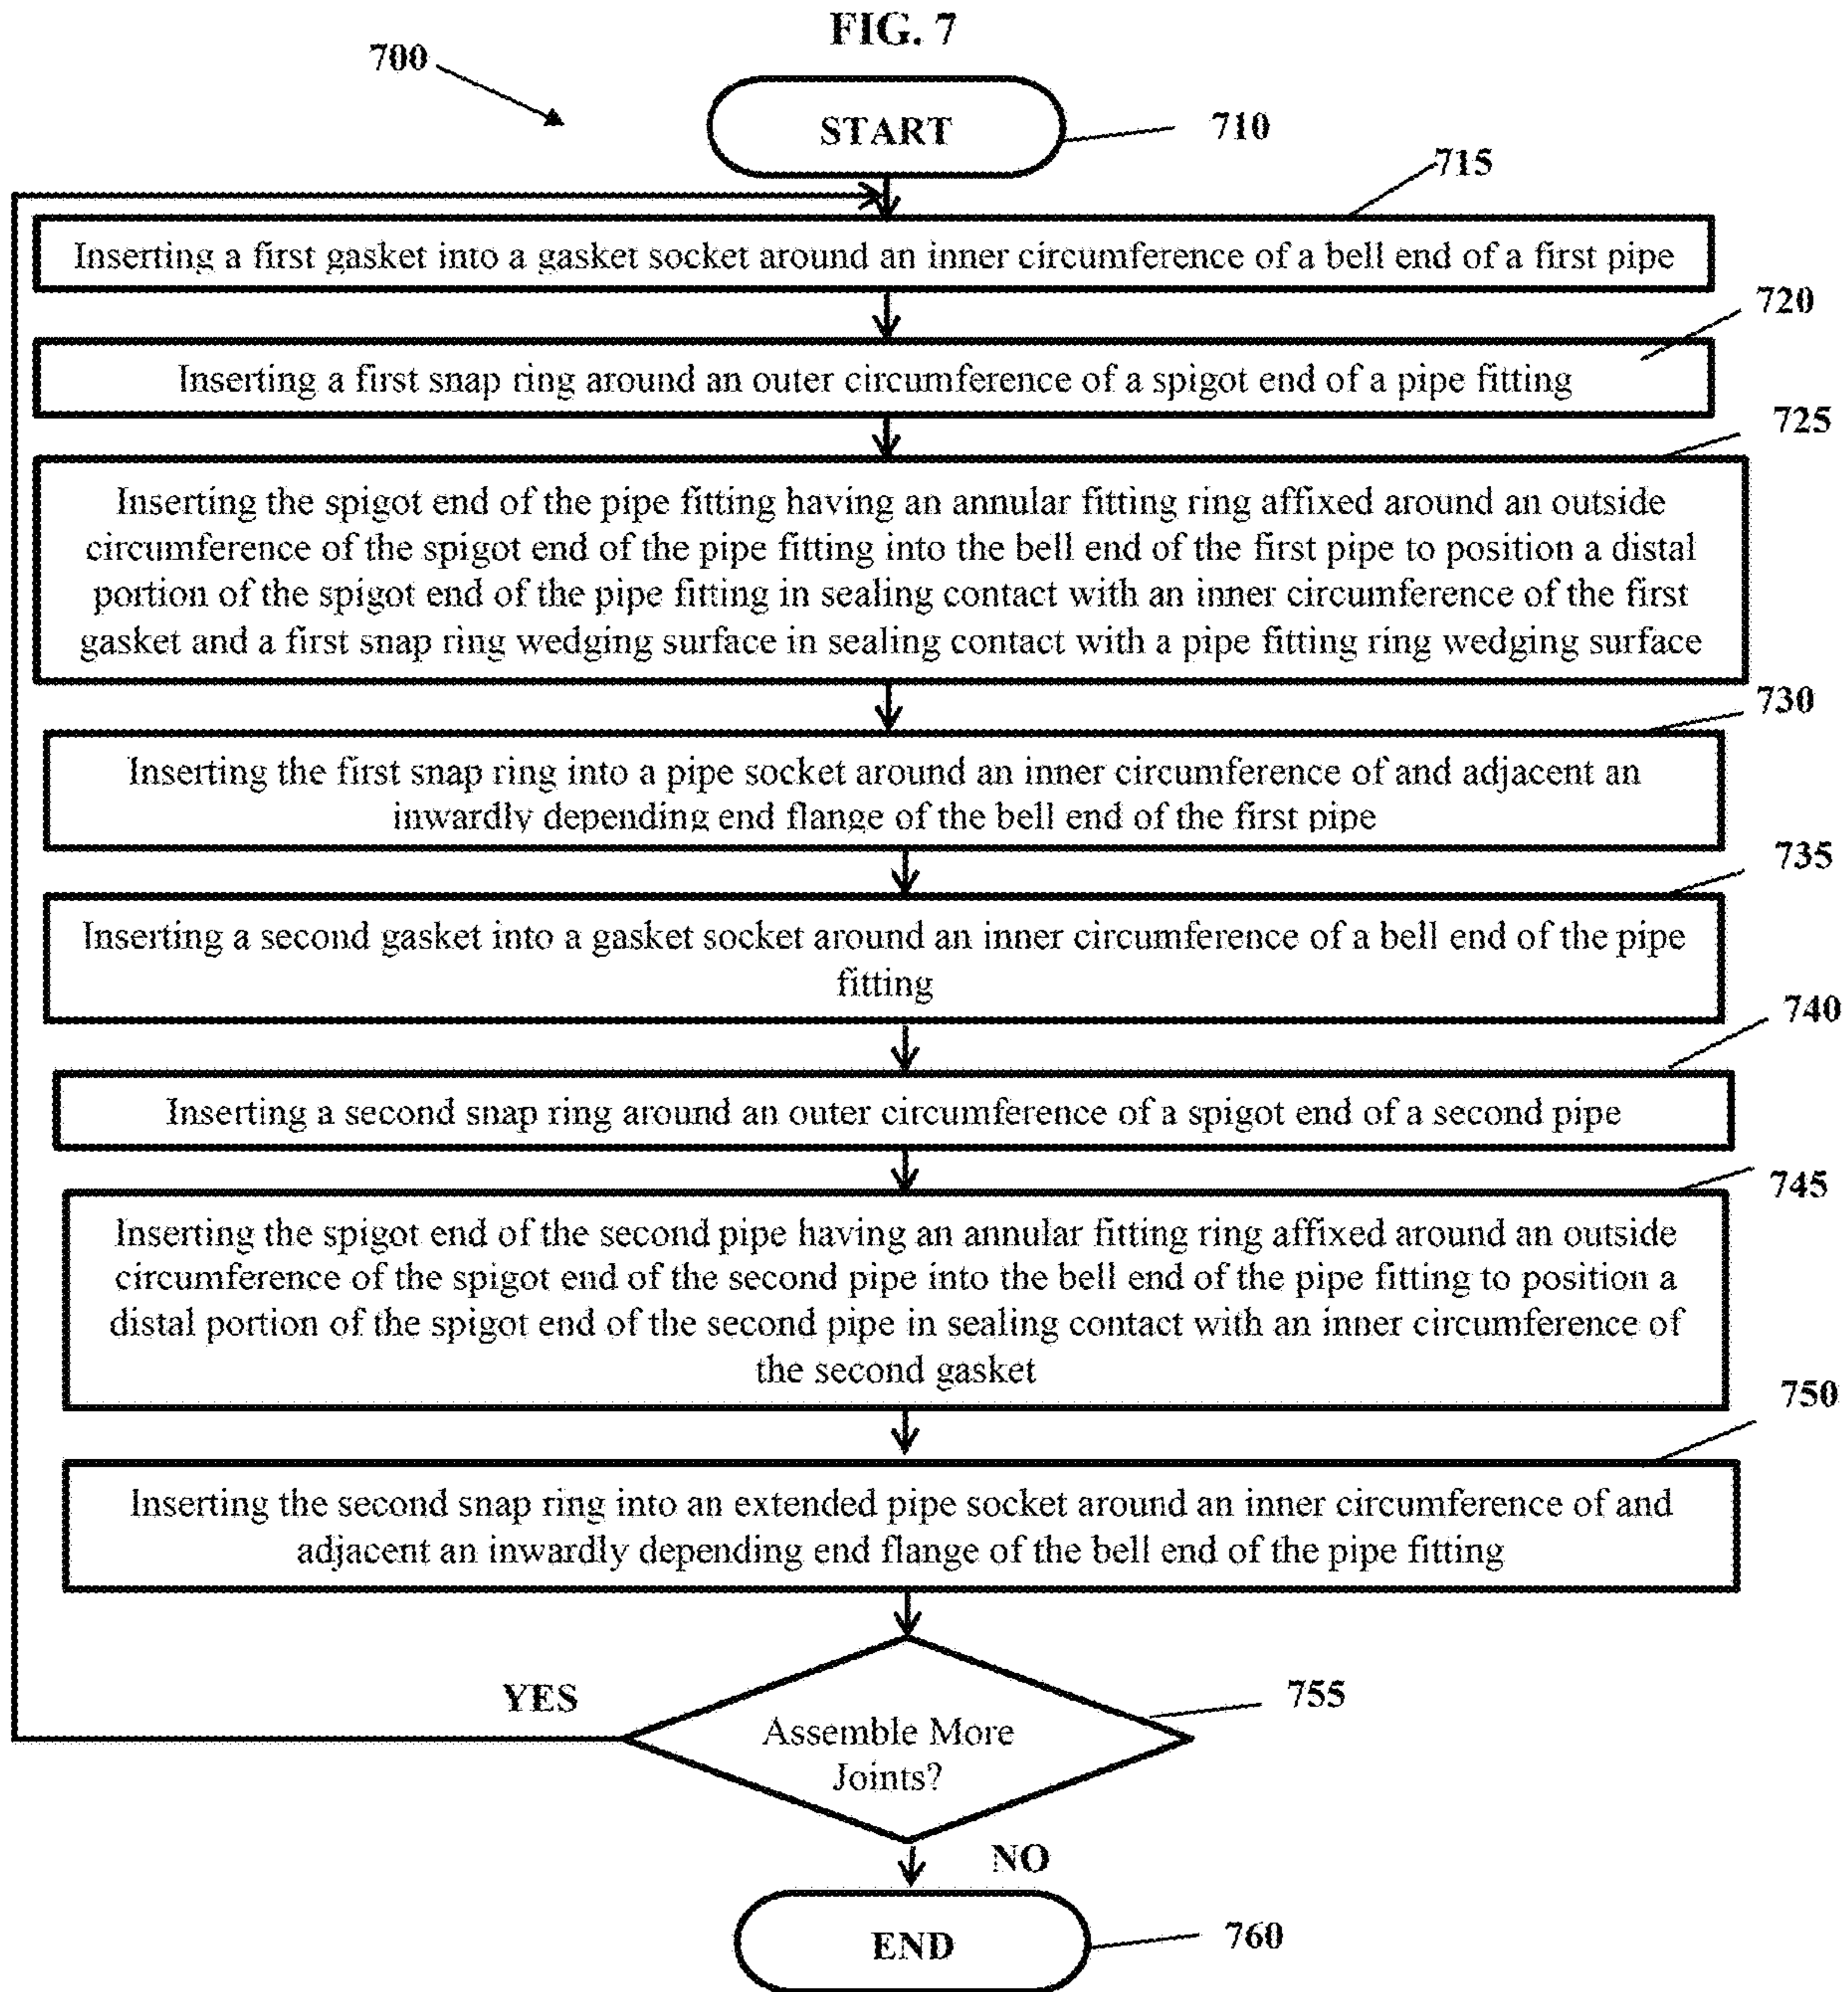 FIG. 7
700
START
710
715
Inserting a first gasket into a gasket socket around an inner circumference of a bell end of a first pipe
720
Inserting a first snap ring around an outer circumference of a spigot end of a pipe fitting
725
Inserting the spigot end of the pipe fitting having an annular fitting ring affixed around an outside
circumference of the spigot end of the pipe fitting into the bell end of the first pipe to position a distal
portion of the spigot end of the pipe fitting in sealing contact with an inner circumference of the first
gasket and a first snap ring wedging surface in sealing contact with a pipe fitting ring wedging surface
730
Inserting the first snap ring into a pipe socket around an inner circumference of and adjacent an
inwardly depending end flange of the bell end of the first pipe
735
Inserting a second gasket into a gasket socket around an inner circumference of a bell end of the pipe
fitting
740
Inserting a second snap ring around an outer circumference of a spigot end of a second pipe
745
Inserting the spigot end of the second pipe having an annular fitting ring affixed around an outside
circumference of the spigot end of the second pipe into the bell end of the pipe fitting to position a
distal portion of the spigot end of the second pipe in sealing contact with an inner circumference of
the second gasket
750
Inserting the second snap ring into an extended pipe socket around an inner circumference of and
adjacent an inwardly depending end flange of the bell end of the pipe fitting
YES
755
Assemble More
Joints?
NO
END
760